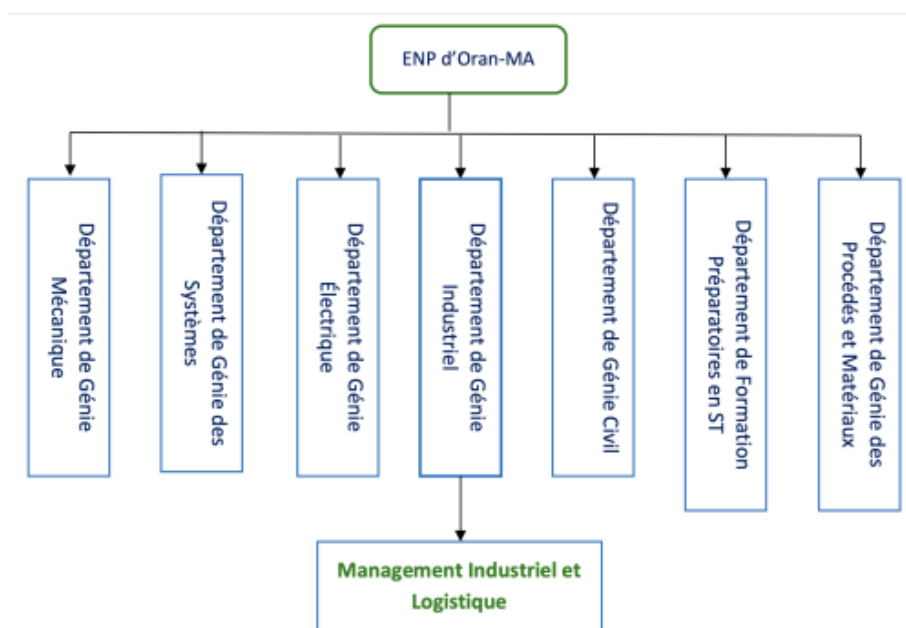 ENP d'Oran-MA
Département de Génie
Mécanique
Département de Génie des
Systèmes
Département de Génie
Électrique
Département de Génie
Industriel
Département de Génie Civil
Département de Formation
Préparatoires en ST
Département de Génie des
Procédés et Matériaux
Management Industriel et
Logistique